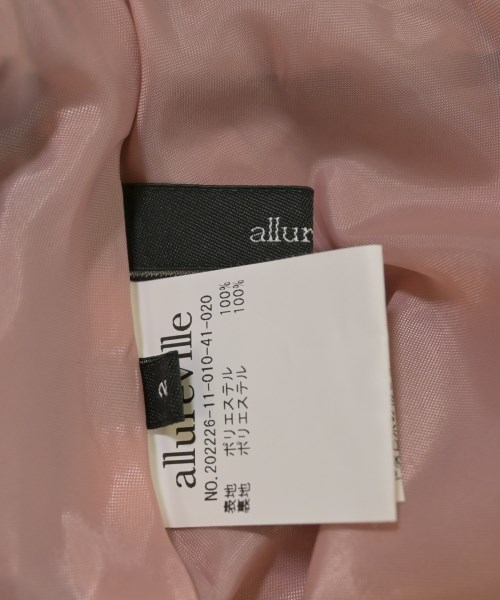 allur
2
allureville
NO.202226-11-010-41-020
表地 ポリエステル 100%
裏地 ポリエステル 100%